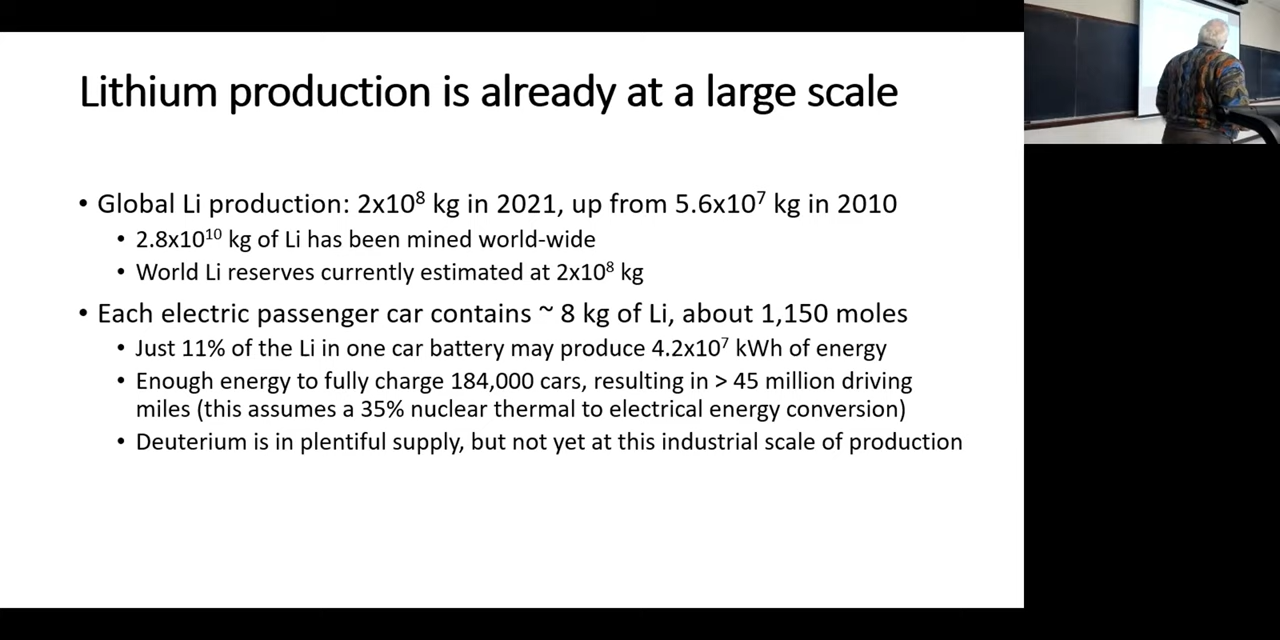 Lithium production is already at a large scale
• Global Li production: 2x10⁸ kg in 2021, up from 5.6x10⁷ kg in 2010
• 2.8x10¹⁰ kg of Li has been mined world-wide
• World Li reserves currently estimated at 2x10⁸ kg
• Each electric passenger car contains ~ 8 kg of Li, about 1,150 moles
• Just 11% of the Li in one car battery may produce 4.2x10⁷ kWh of energy
• Enough energy to fully charge 184,000 cars, resulting in > 45 million driving
miles (this assumes a 35% nuclear thermal to electrical energy conversion)
• Deuterium is in plentiful supply, but not yet at this industrial scale of production